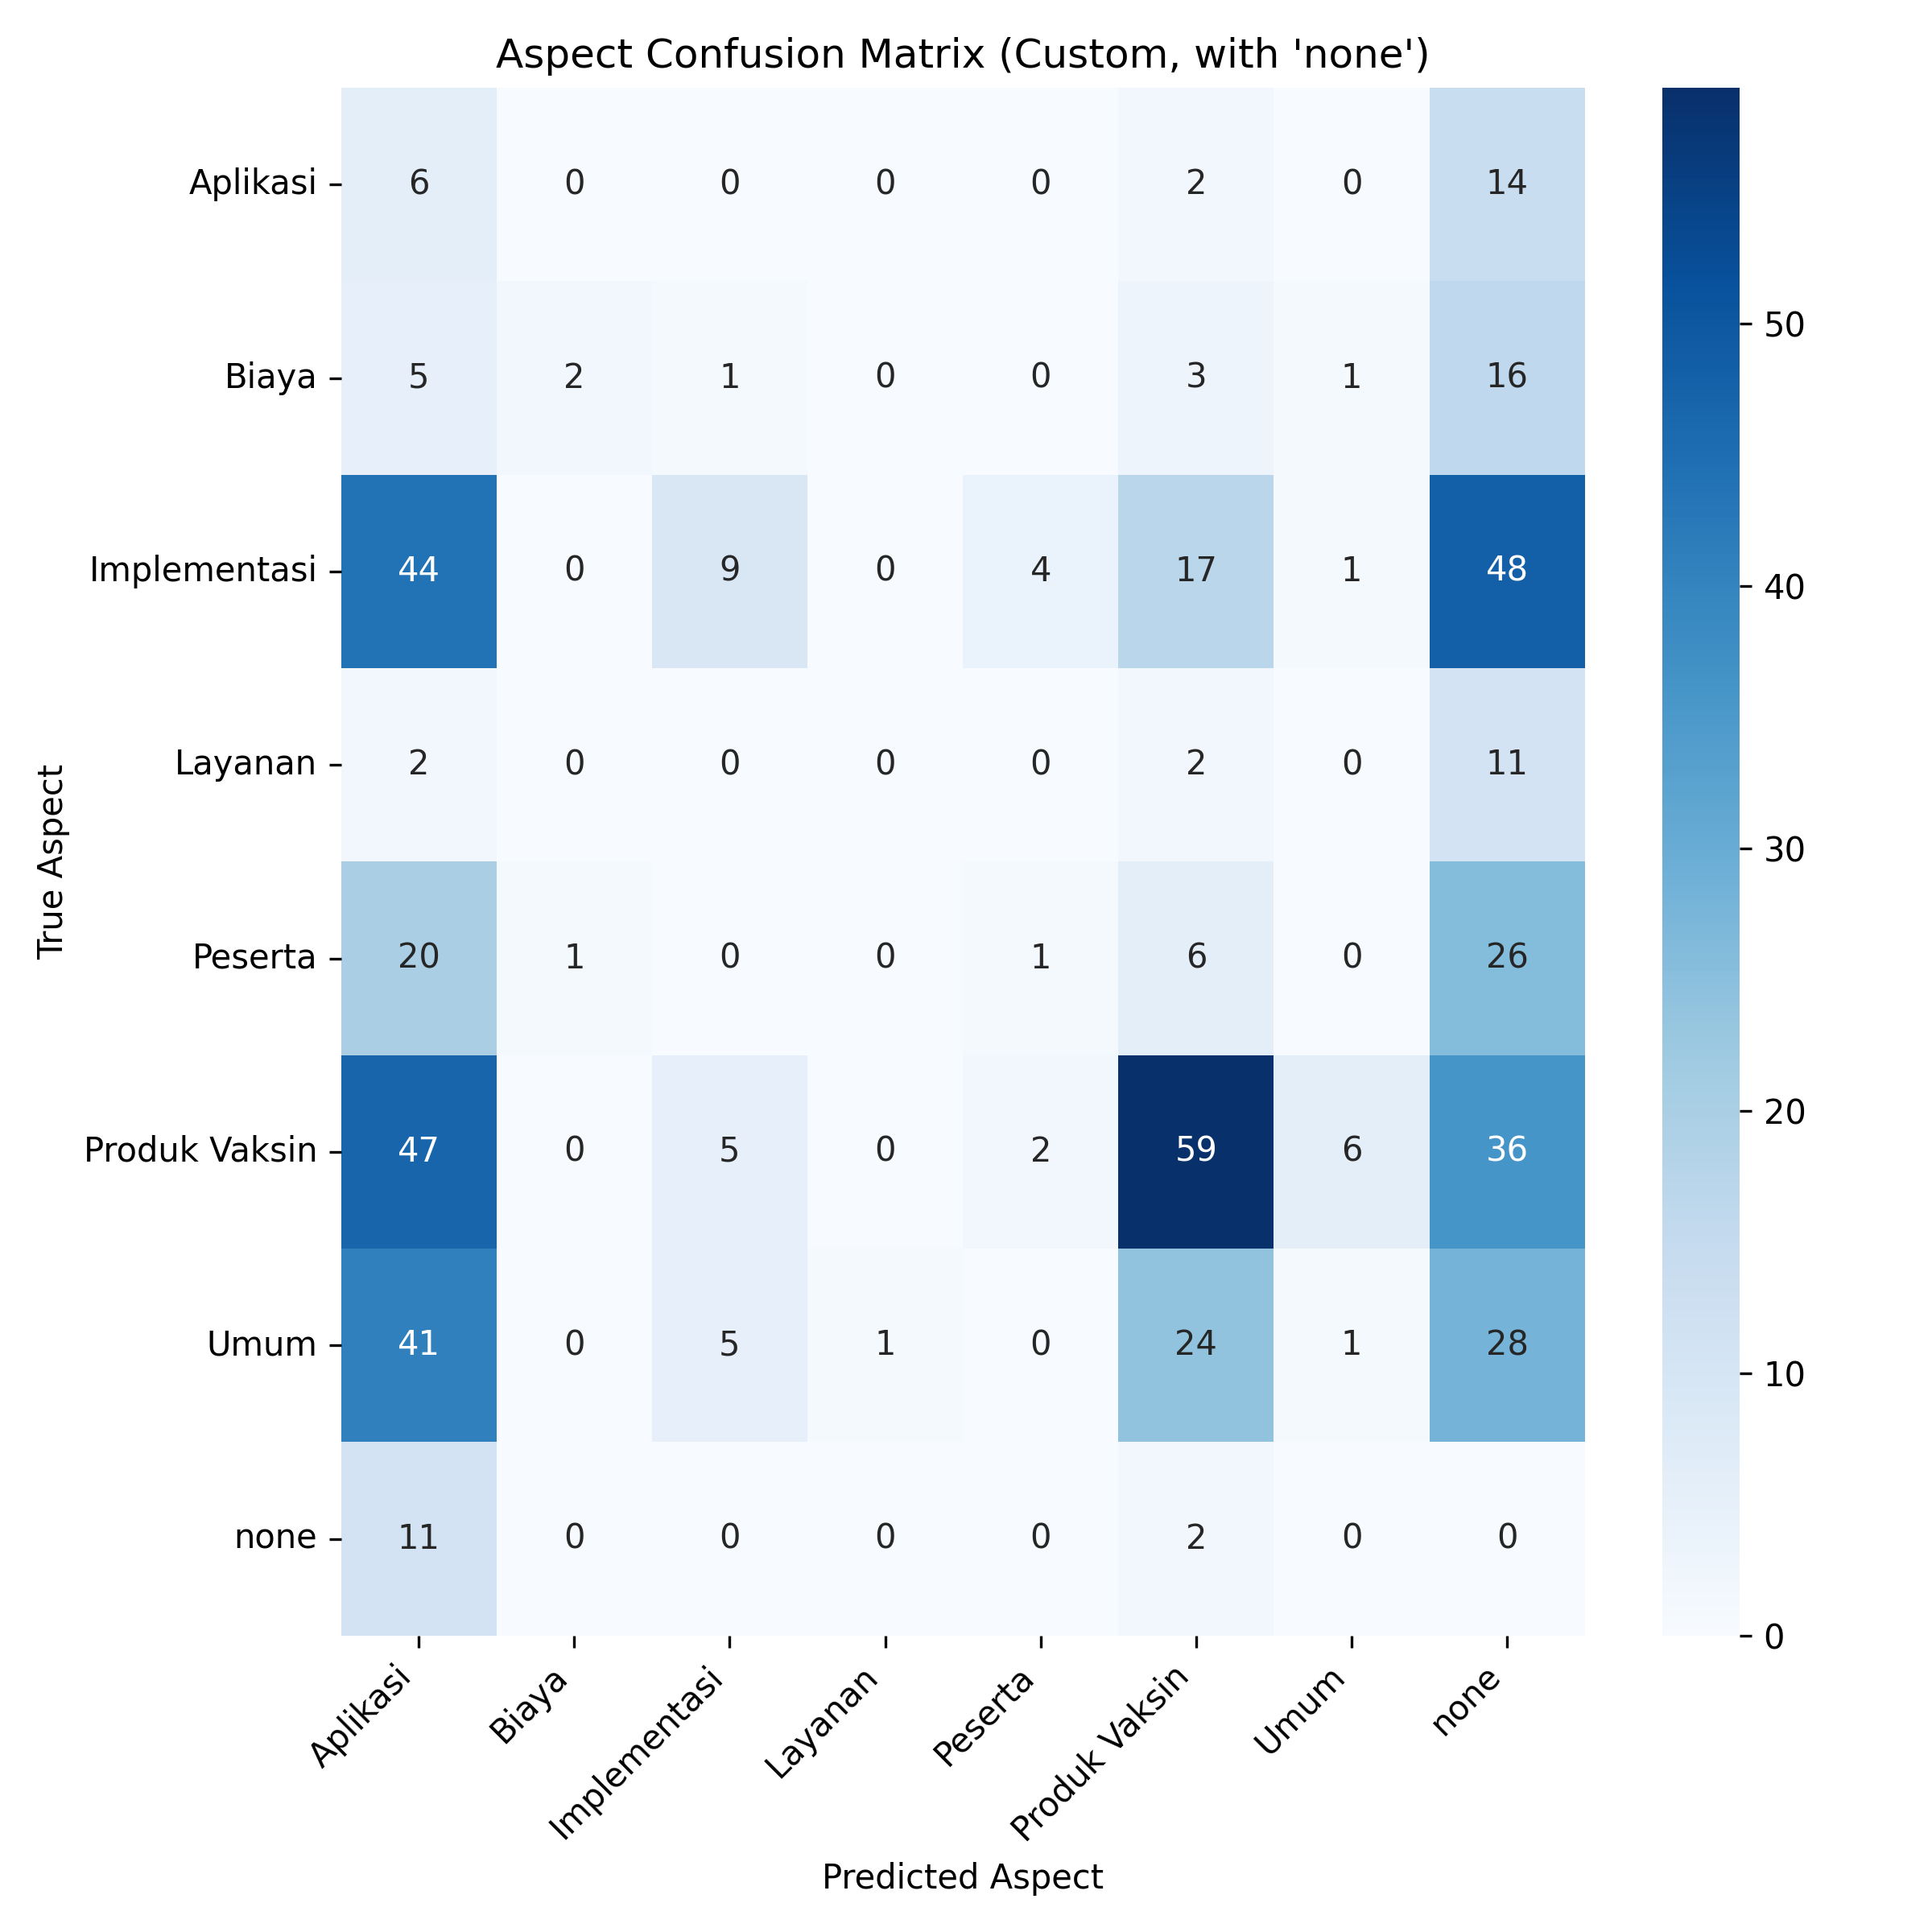 Aspect Confusion Matrix (Custom, with 'none')
True Aspect
Aplikasi 6 0 0 0 0 2 0 14
Biaya 5 2 1 0 0 3 1 16
Implementasi 44 0 9 0 4 17 1 48
Layanan 2 0 0 0 0 2 0 11
Peserta 20 1 0 0 1 6 0 26
Produk Vaksin 47 0 5 0 2 59 6 36
Umum 41 0 5 1 0 24 1 28
none 11 0 0 0 0 2 0 0
Aplikasi Biaya Implementasi Layanan Peserta Produk Vaksin Umum none
Predicted Aspect
50
40
30
20
10
0